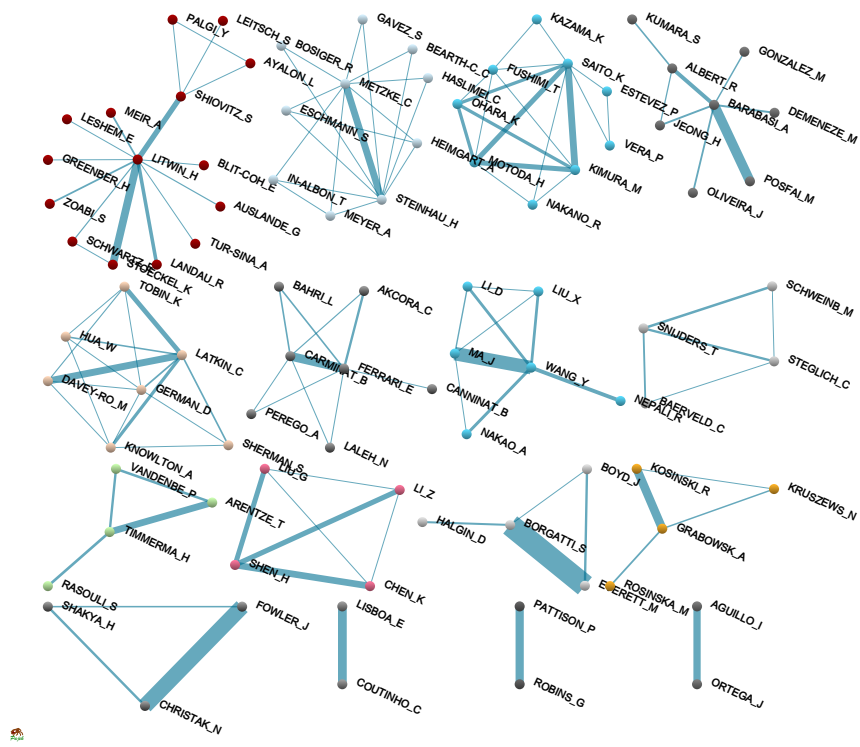 PALGI_Y
LEITSCH_S
AYALON_L
SHIOVITZ_S
MEIR_A
LESHEM_E
LITWIN_H
GREENBER_H
BLIT-COH_E
ZOABI_S
AUSLANDE_G
TUR-SINA_A
SCHWARTZ_E
STOECKEL_K
LANDAU_R
GAVEZ_S
BOSIGER_R
BEARTH-C_C
METZKE_C
HASLIMEI_C
ESCHMANN_S
HEIMGART_A
IN-ALBON_T
STEINHAU_H
MEYER_A
KAZAMA_K
FUSHIMI_T
SAITO_K
OHARA_K
ESTEVEZ_P
VERA_P
MOTODA_H
KIMURA_M
NAKANO_R
KUMARA_S
GONZALEZ_M
ALBERT_R
BARABAS_A
DEMENEZE_M
JEONG_H
POSFAI_M
OLIVEIRA_J
TOBIN_K
HUA_W
LATKIN_C
DAVEY-RO_M
GERMAN_D
KNOWLTON_A
SHERMAN_S
BAHRI_L
AKCORA_C
CARMINAT_B
FERRARI_E
CANNINAT_B
PEREGO_A
LALEH_N
LI_D
LIU_X
MA_J
WANG_Y
NEPALI_R
NAKAO_A
SCHWEINB_M
SNIJDERS_T
STEGLICH_C
BAERVELD_C
VANDENBE_P
ARENTZE_T
TIMMERMA_H
RASOULI_S
LIU_G
LI_Z
SHEN_H
CHEN_K
BOYD_J
HALGIN_D
BORGATTI_S
EVERETT_M
KOSINSKI_R
KRUSZEWS_N
GRABOWSK_A
ROSINSKA_M
SHAKYA_H
FOWLER_J
CHRISTAK_N
LISBOA_E
COUTINHO_C
PATTISON_P
ROBINS_G
AGUILLO_I
ORTEGA_J
Pajek